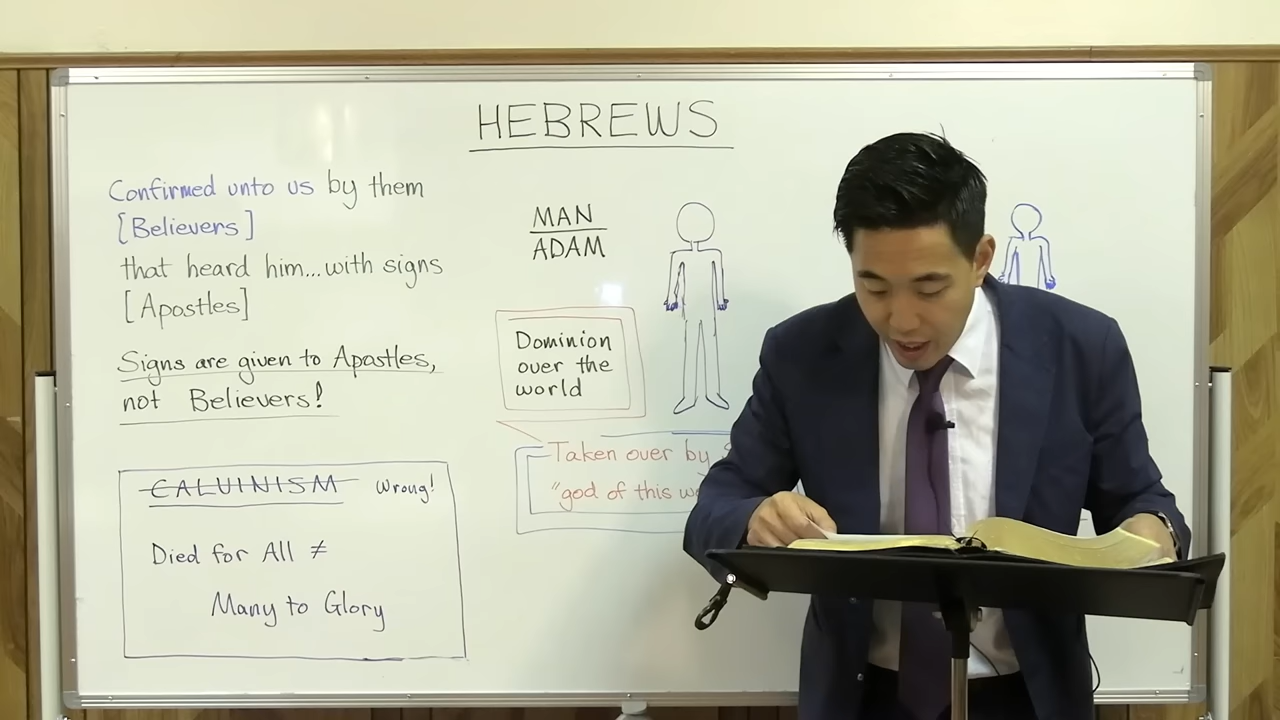 HEBREWS
Confirmed unto us by them
[Believers]
that heard him...with signs
[Apostles]
Signs are given to Apostles,
not Believers!
CALVINISM Wrong!
Died for All ≠
Many to Glory
MAN
ADAM
Dominion
over the
world
Taken over by
"god of this